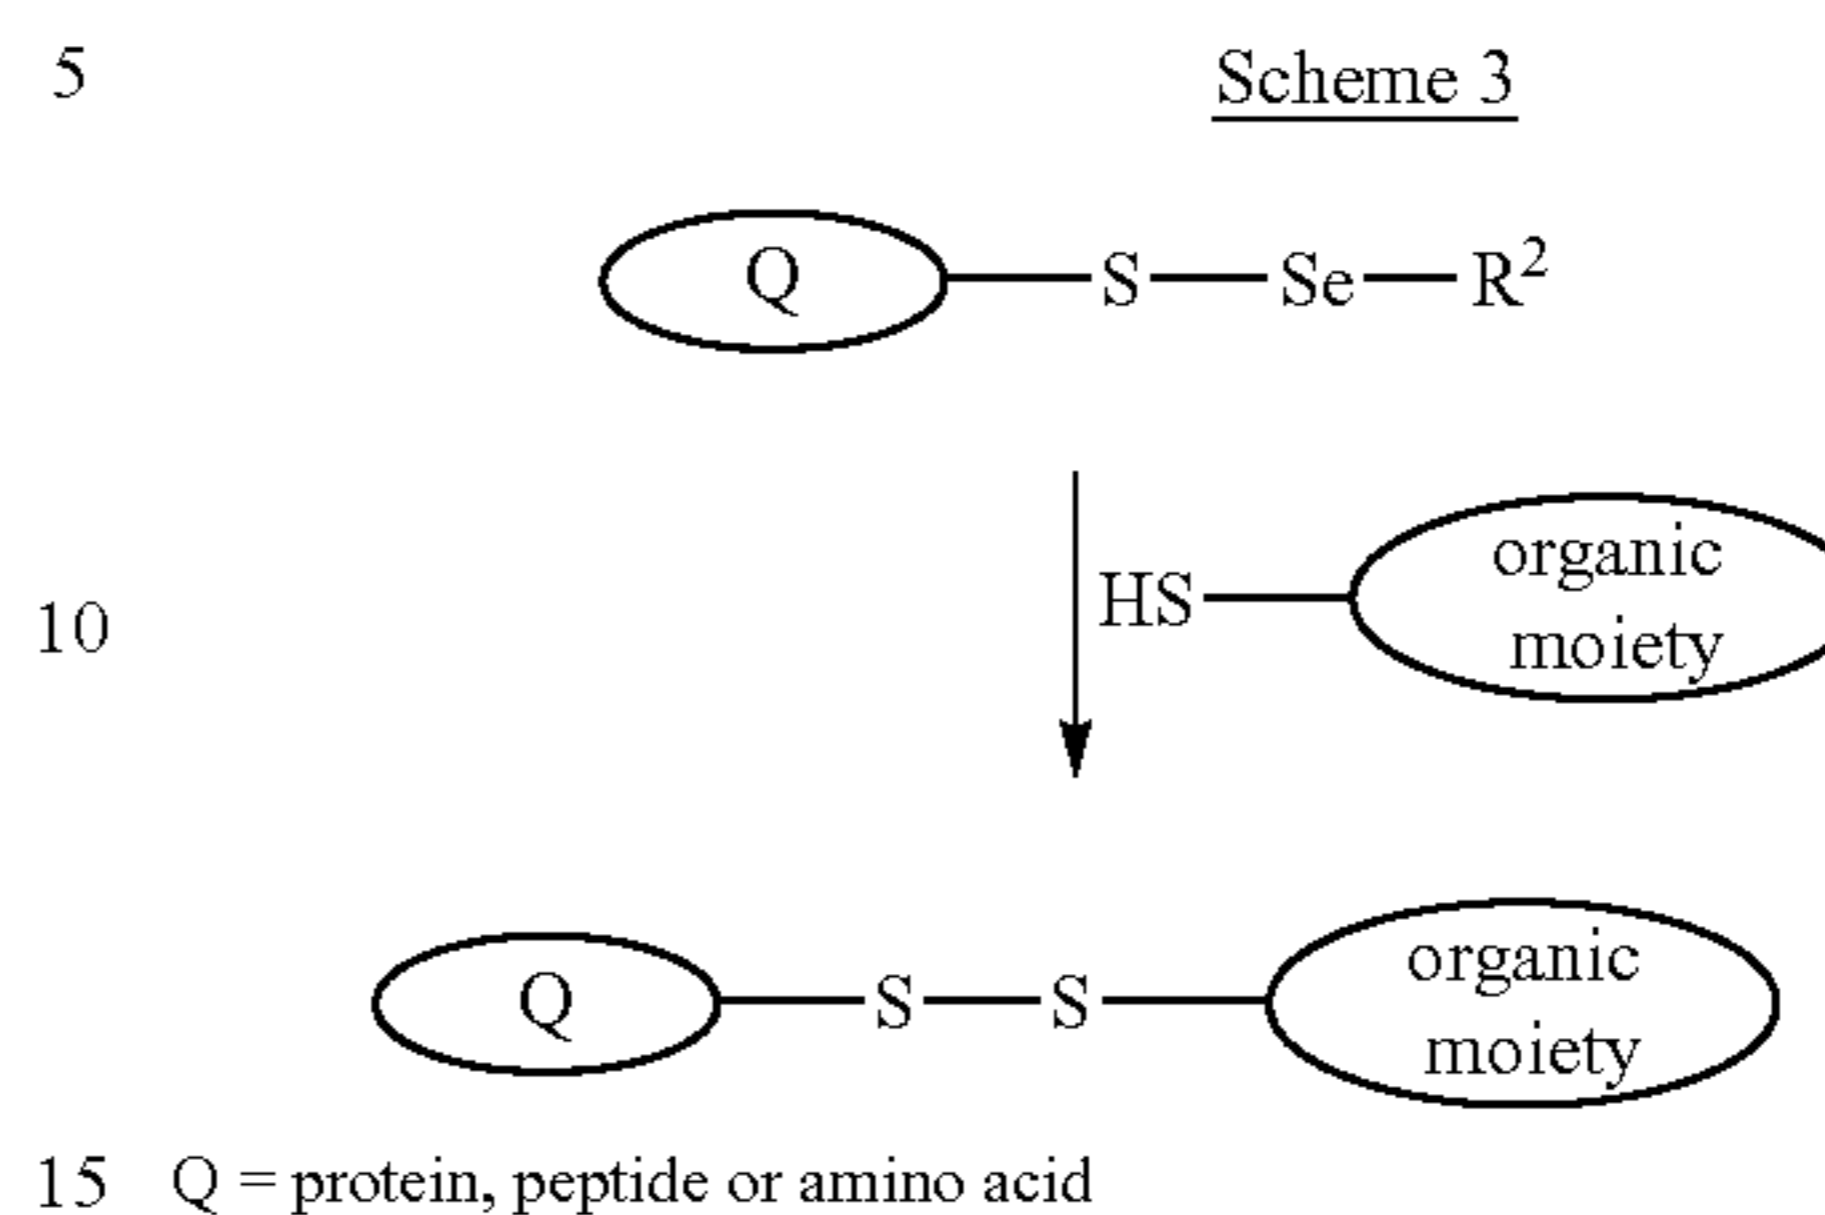 5 Scheme 3
Q S Se R²
organic
10 HS moiety
Q S S organic
moiety
15 Q = protein, peptide or amino acid